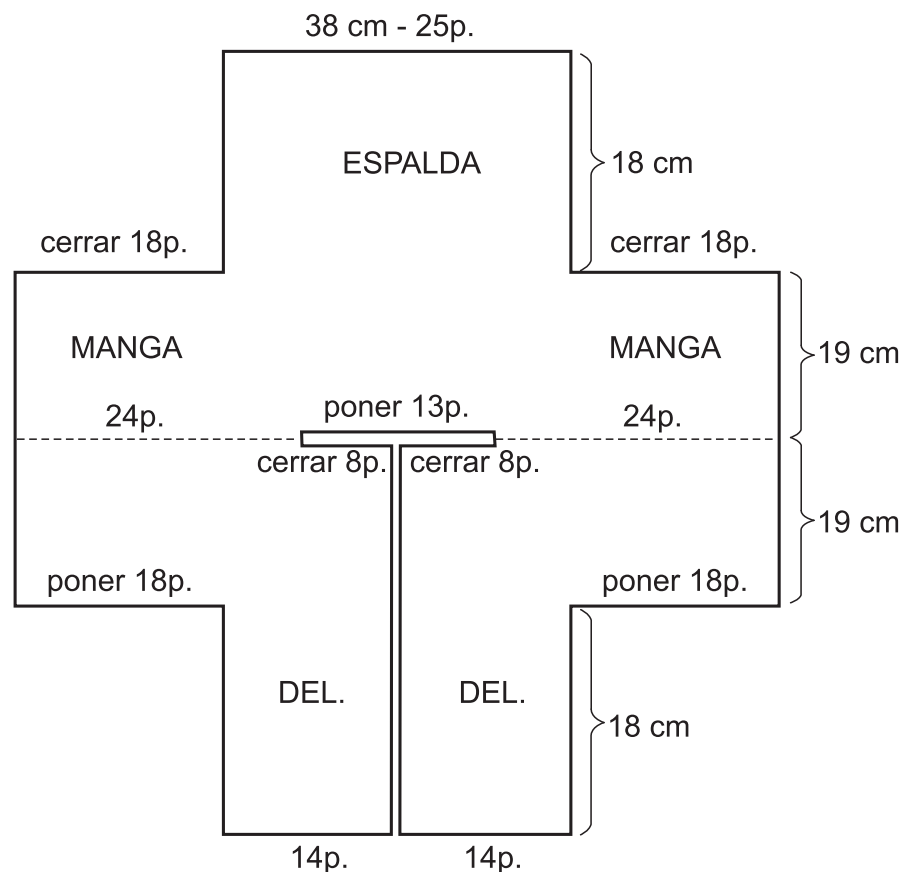 38 cm - 25p.
ESPALDA
18 cm
cerrar 18p.
cerrar 18p.
MANGA
MANGA
19 cm
poner 13p.
24p.
24p.
cerrar 8p.
cerrar 8p.
19 cm
poner 18p.
poner 18p.
DEL.
DEL.
18 cm
14p.
14p.